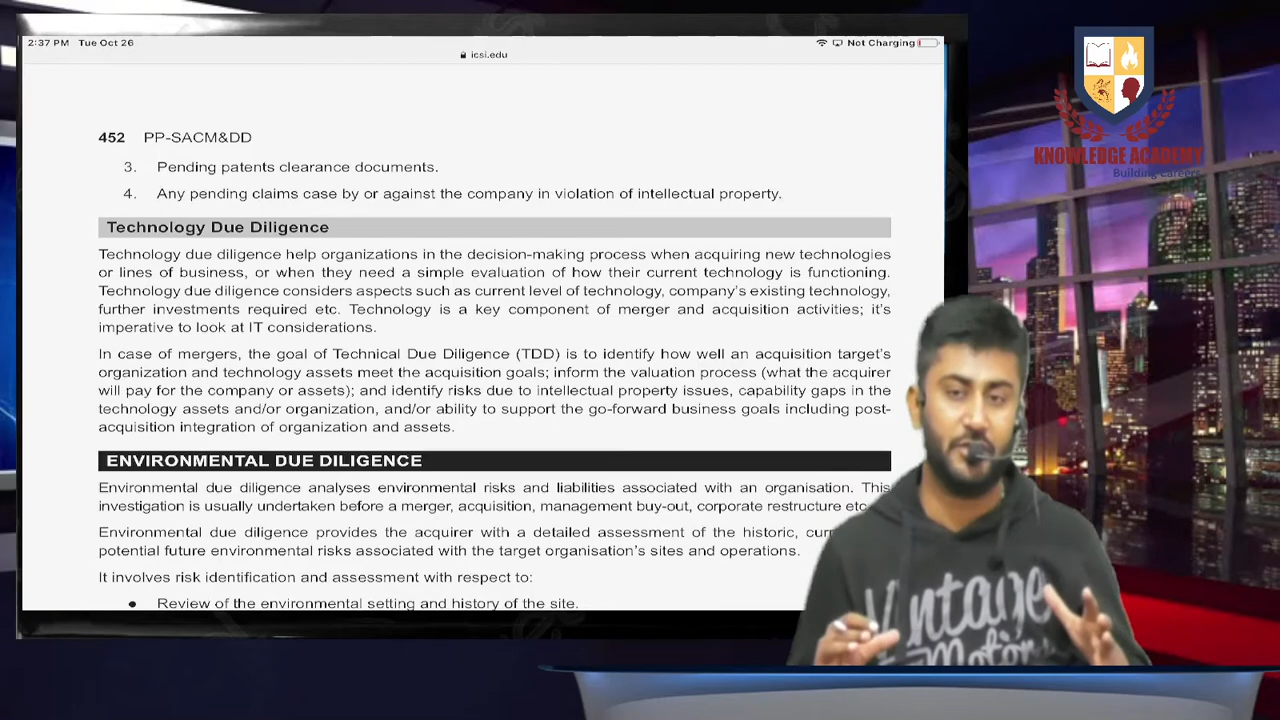 2:37 PM Tue Oct 26
Not Charging
icsi.edu
452 PP-SACM&DD
3. Pending patents clearance documents.
4. Any pending claims case by or against the company in violation of intellectual property.
Technology Due Diligence
Technology due diligence help organizations in the decision-making process when acquiring new technologies
or lines of business, or when they need a simple evaluation of how their current technology is functioning.
Technology due diligence considers aspects such as current level of technology, company's existing technology,
further investments required etc. Technology is a key component of merger and acquisition activities; it's
imperative to look at IT considerations.
In case of mergers, the goal of Technical Due Diligence (TDD) is to identify how well an acquisition target's
organization and technology assets meet the acquisition goals; inform the valuation process (what the acquirer
will pay for the company or assets); and identify risks due to intellectual property issues, capability gaps in the
technology assets and/or organization, and/or ability to support the go-forward business goals including post-
acquisition integration of organization and assets.
ENVIRONMENTAL DUE DILIGENCE
Environmental due diligence analyses environmental risks and liabilities associated with an organisation. This
investigation is usually undertaken before a merger, acquisition, management buy-out, corporate restructure etc
Environmental due diligence provides the acquirer with a detailed assessment of the historic,
potential future environmental risks associated with the target organisation's sites and operations.
It involves risk identification and assessment with respect to:
● Review of the environmental setting and history of the site.
KNOWLEDGE ACADEMY
Building Careers
Vintage
Motor